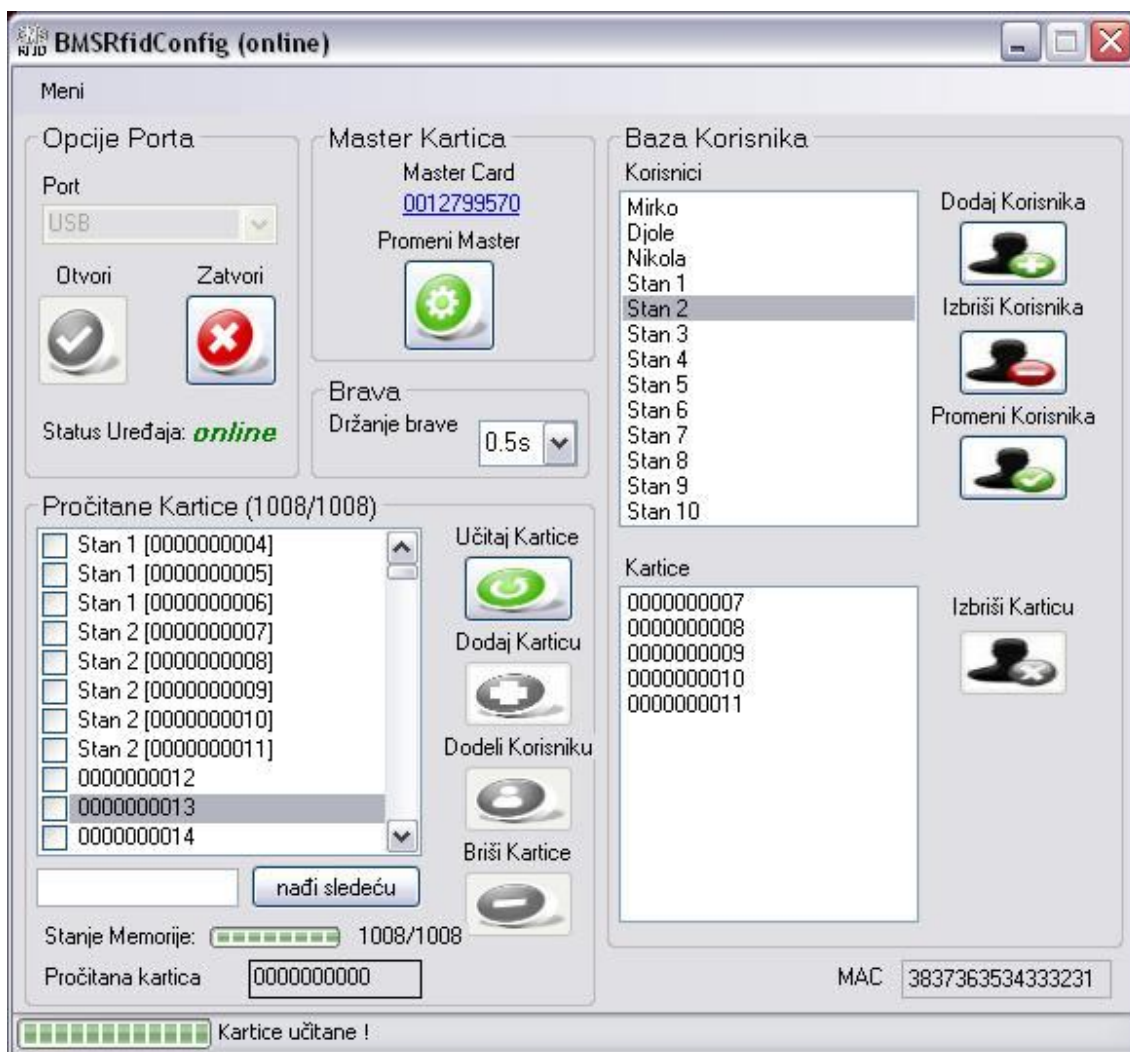 BMSRfidConfig (online)
Meni
Opcije Porta
Port
USB
Otvori
Zatvori
Status Uređaja: online
Master Kartica
Master Card
0012799570
Promeni Master
Brava
Držanje brave
0.5s
Baza Korisnika
Korisnici
Mirko
Djole
Nikola
Stan 1
Stan 2
Stan 3
Stan 4
Stan 5
Stan 6
Stan 7
Stan 8
Stan 9
Stan 10
Dodaj Korisnika
Izbriši Korisnika
Promeni Korisnika
Pročitane Kartice (1008/1008)
Stan 1 [0000000004]
Stan 1 [0000000005]
Stan 1 [0000000006]
Stan 2 [0000000007]
Stan 2 [0000000008]
Stan 2 [0000000009]
Stan 2 [0000000010]
Stan 2 [0000000011]
0000000012
0000000013
0000000014
Učitaj Kartice
Dodaj Karticu
Dodeli Korisniku
Briši Kartice
nađi sledeću
Stanje Memorije: 1008/1008
Pročitana kartica 0000000000
Kartice
0000000007
0000000008
0000000009
0000000010
0000000011
Izbriši Karticu
MAC 3837363534333231
Kartice učitane !